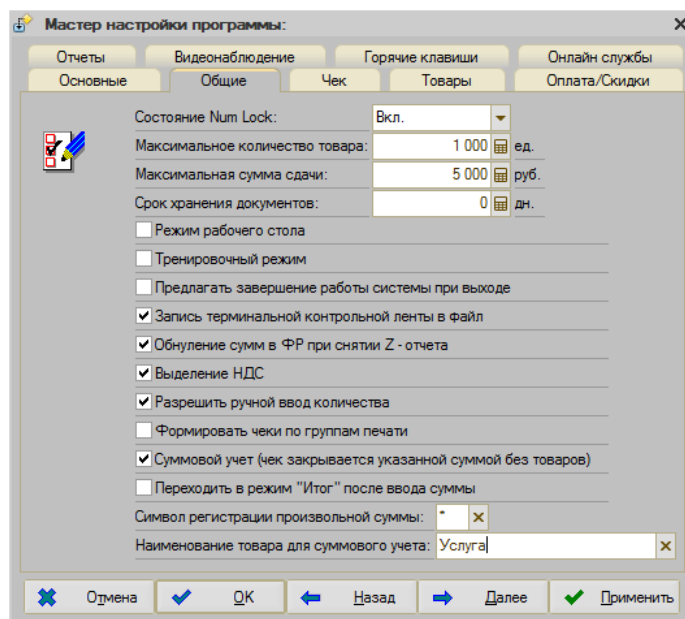 Мастер настройки программы:
Отчеты Видеонаблюдение Горячие клавиши Онлайн службы
Основные Общие Чек Товары Оплата/Скидки
Состояние Num Lock: Вкл.
Максимальное количество товара: 1 000 ед.
Максимальная сумма сдачи: 5 000 руб.
Срок хранения документов: 0 дн.
Режим рабочего стола
Тренировочный режим
Предлагать завершение работы системы при выходе
Запись терминальной контрольной ленты в файл
Обнуление сумм в ФР при снятии Z - отчета
Выделение НДС
Разрешить ручной ввод количества
Формировать чеки по группам печати
Суммовой учет (чек закрывается указанной суммой без товаров)
Переходить в режим "Итог" после ввода суммы
Символ регистрации произвольной суммы: *
Наименование товара для суммового учета: Услуга
Отмена ОК Назад Далее Применить